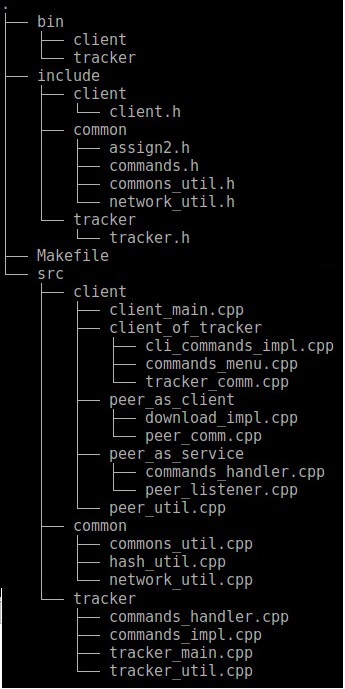 .
├── bin
│   ├── client
│   └── tracker
├── include
│   ├── client
│   │   └── client.h
│   ├── common
│   │   ├── assign2.h
│   │   ├── commands.h
│   │   ├── commons_util.h
│   │   └── network_util.h
│   └── tracker
│       └── tracker.h
├── Makefile
└── src
    ├── client
    │   ├── client_main.cpp
    │   ├── client_of_tracker
    │   │   ├── cli_commands_impl.cpp
    │   │   ├── commands_menu.cpp
    │   │   └── tracker_comm.cpp
    │   ├── peer_as_client
    │   │   ├── download_impl.cpp
    │   │   └── peer_comm.cpp
    │   ├── peer_as_service
    │   │   ├── commands_handler.cpp
    │   │   └── peer_listener.cpp
    │   └── peer_util.cpp
    ├── common
    │   ├── commons_util.cpp
    │   ├── hash_util.cpp
    │   └── network_util.cpp
    └── tracker
        ├── commands_handler.cpp
        ├── commands_impl.cpp
        ├── tracker_main.cpp
        └── tracker_util.cpp